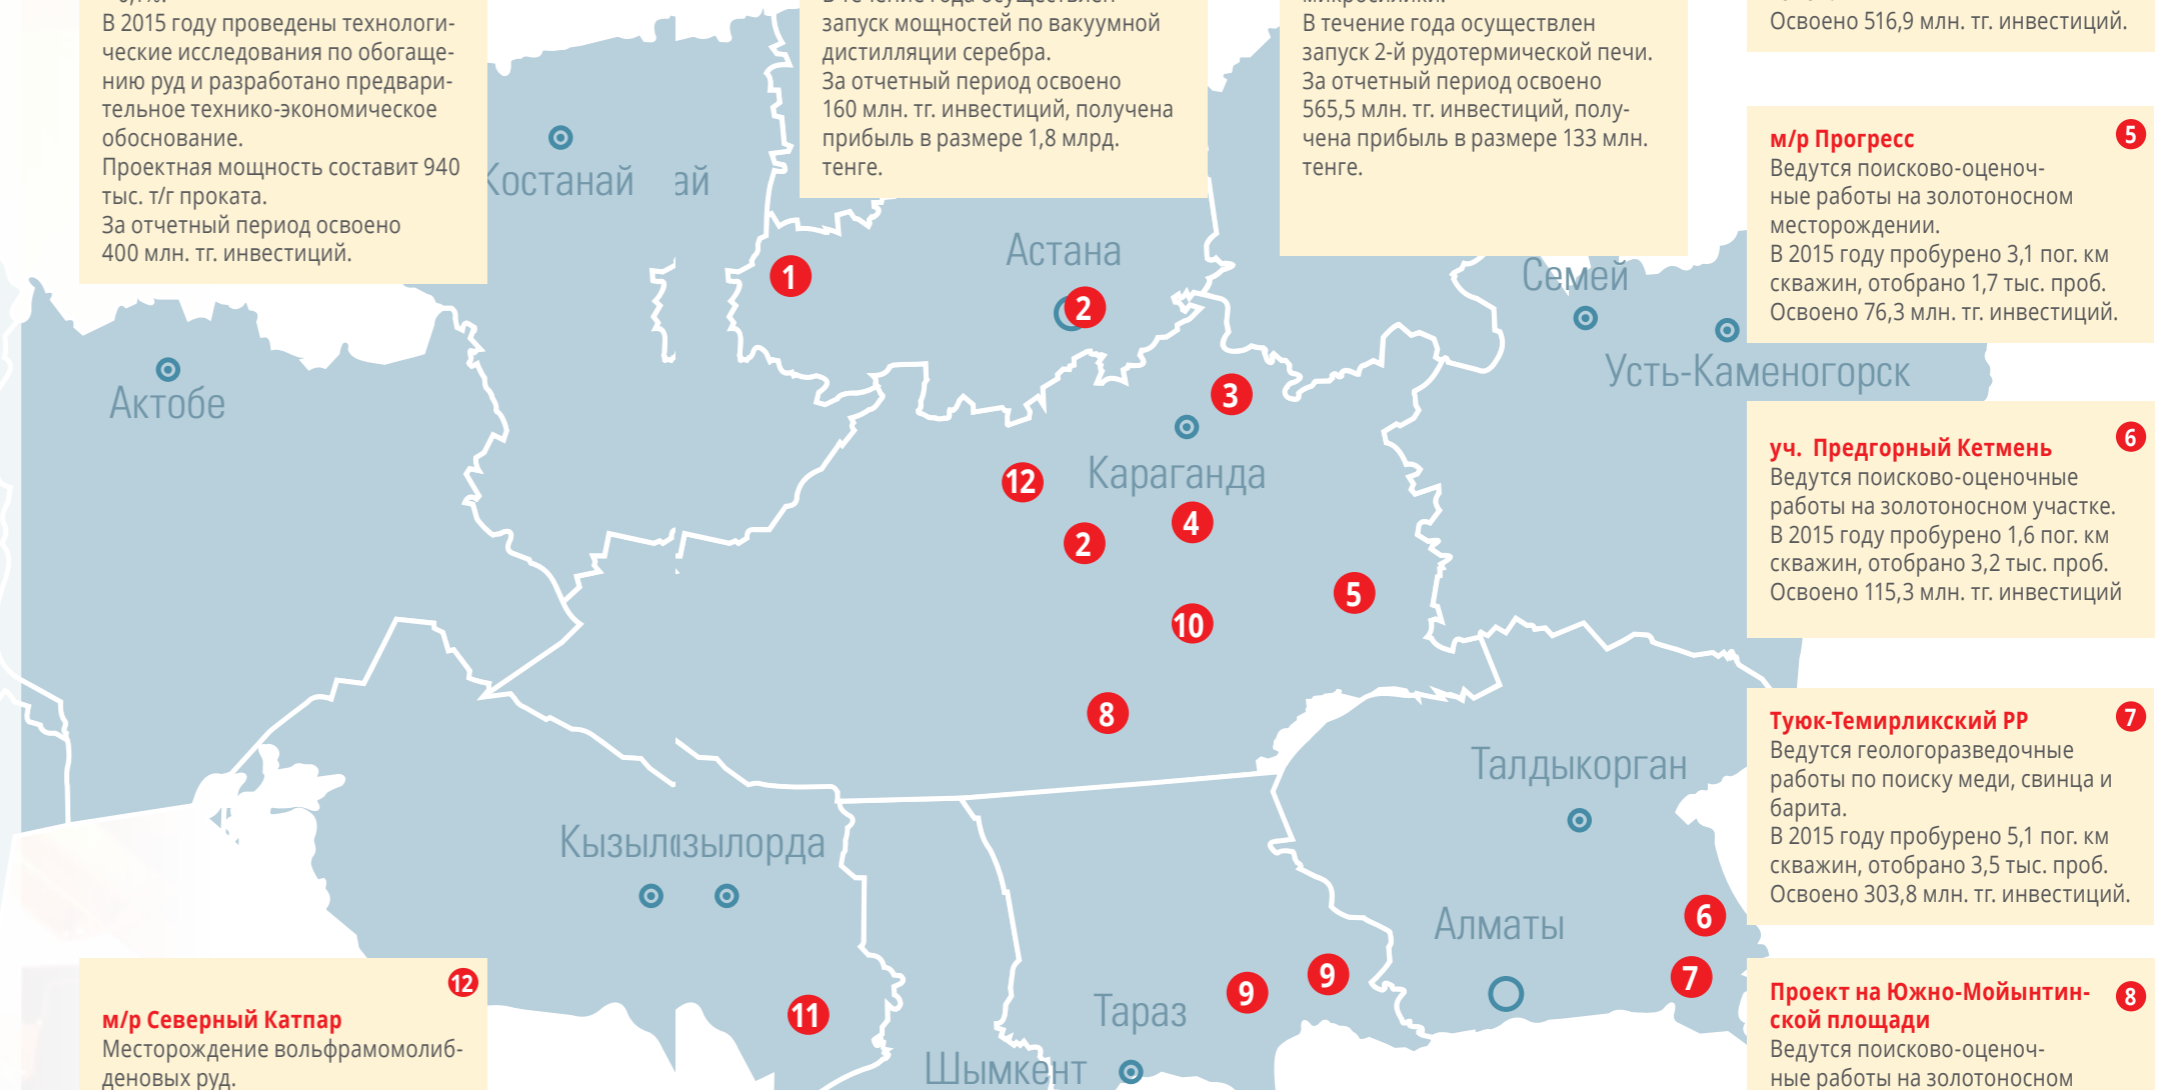 В 2015 году проведены технологи-
ческие исследования по обогаще-
нию руд и разработано предвари-
тельное технико-экономическое
обоснование.
Проектная мощность составит 940
тыс. т/г проката.
За отчетный период освоено
400 млн. тг. инвестиций.
запуск мощностей по вакуумной
дистилляции серебра.
За отчетный период освоено
160 млн. тг. инвестиций, получена
прибыль в размере 1,8 млрд.
тенге.
В течение года осуществлен
запуск 2-й рудотермической печи.
За отчетный период освоено
565,5 млн. тг. инвестиций, полу-
чена прибыль в размере 133 млн.
тенге.
Освоено 516,9 млн. тг. инвестиций.
м/р Прогресс
5
Ведутся поисково-оценоч-
ные работы на золотоносном
месторождении.
В 2015 году пробурено 3,1 пог. км
скважин, отобрано 1,7 тыс. проб.
Освоено 76,3 млн. тг. инвестиций.
уч. Предгорный Кетмень
6
Ведутся поисково-оценочные
работы на золотоносном участке.
В 2015 году пробурено 1,6 пог. км
скважин, отобрано 3,2 тыс. проб.
Освоено 115,3 млн. тг. инвестиций
Туюк-Темирликский РР
7
Ведутся геологоразведочные
работы по поиску меди, свинца и
барита.
В 2015 году пробурено 5,1 пог. км
скважин, отобрано 3,5 тыс. проб.
Освоено 303,8 млн. тг. инвестиций.
Проект на Южно-Мойынтин-
ской площади
8
Ведутся поисково-оценоч-
ные работы на золотоносном
12
м/р Северный Катпар
Месторождение вольфрамомолиб-
деновых руд.
Костанай
ай
Астана
1
2
Семей
Усть-Каменогорск
Актобе
3
Караганда
12
4
2
5
10
8
Талдыкорган
Кызыл
зылорда
Алматы
6
7
9
9
Тараз
11
Шымкент